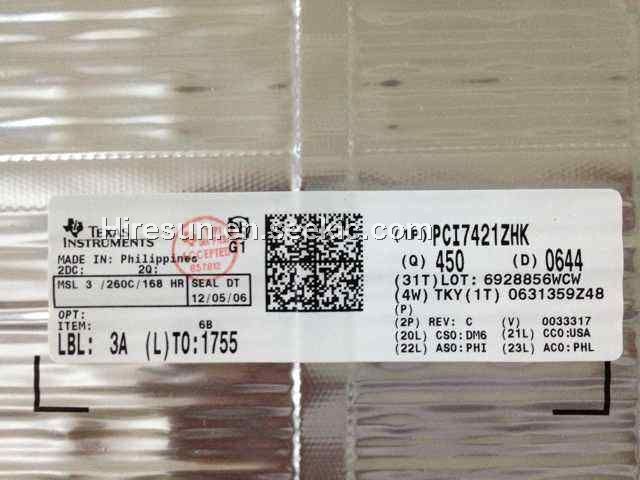 TEXAS INSTRUMENTS
G1
MADE IN: Philippines
2DC: 2Q:
MSL 3 /260C/168 HR SEAL DT
12/05/06
OPT:
ITEM: 6B
LBL: 3A (L)TO:1755
ACCEPTED
PCI7421ZHK
(Q) 450 (D) 0644
(31T)LOT: 6928856WCW
(4W) TKY(1T) 0631359Z48
(P)
(2P) REV: C (V) 0033317
(20L) CSO:DM6 (21L) CCO:USA
(22L) ASO:PHI (23L) ACO:PHL
Hiresun.seekic.com